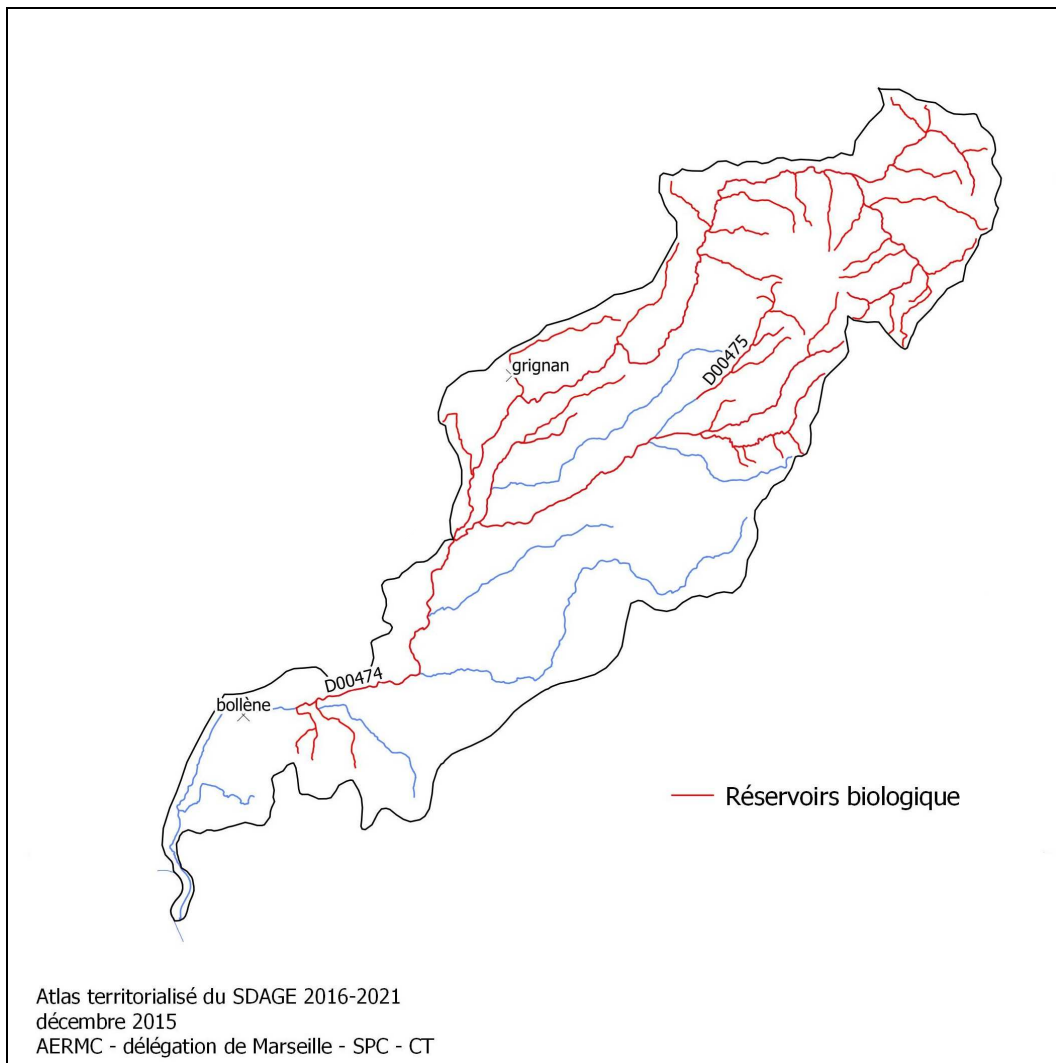 grignan
D00475
D00474
bollène
Réservoirs biologique
Atlas territorialisé du SDAGE 2016-2021
décembre 2015
AERMC - délégation de Marseille - SPC - CT